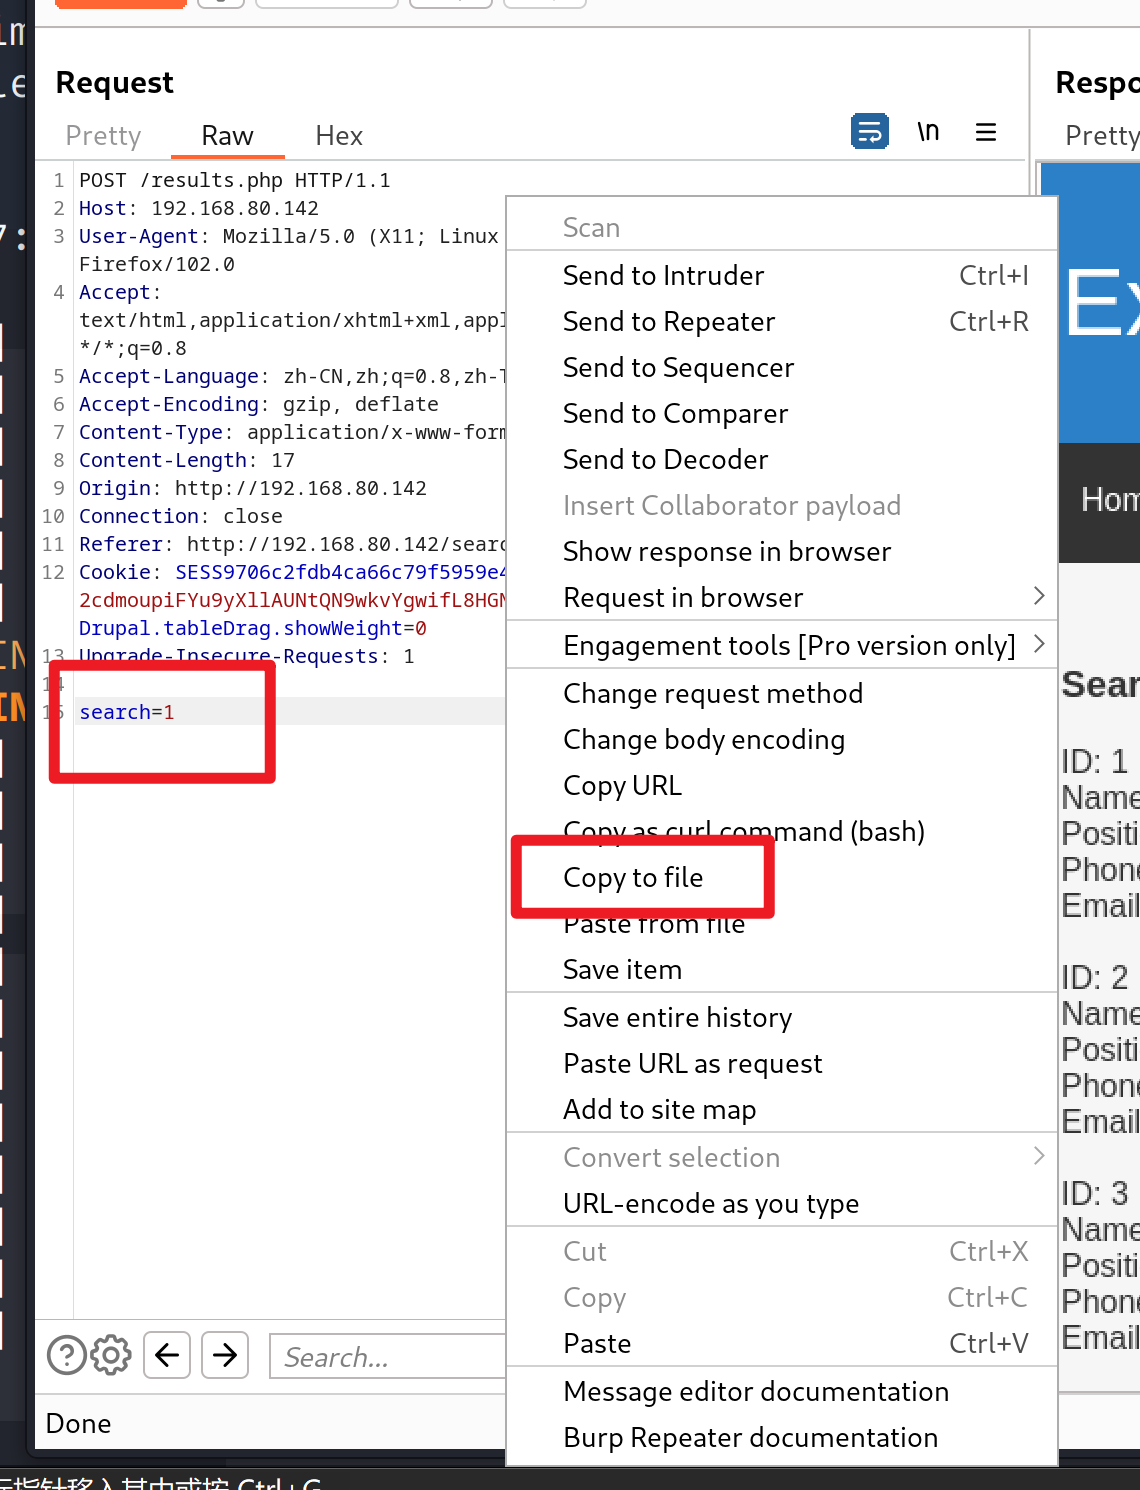 Request
Pretty
Raw
Hex
\n
1 POST /results.php HTTP/1.1
2 Host: 192.168.80.142
3 User-Agent: Mozilla/5.0 (X11; Linux
Firefox/102.0
4 Accept:
text/html,application/xhtml+xml,appl
*/*;q=0.8
5 Accept-Language: zh-CN,zh;q=0.8,zh-T
6 Accept-Encoding: gzip, deflate
7 Content-Type: application/x-www-form
8 Content-Length: 17
9 Origin: http://192.168.80.142
10 Connection: close
11 Referer: http://192.168.80.142/searc
12 Cookie: SESS9706c2fdb4ca66c79f5959e4
2cdmoupiFYu9yXllAUNtQN9wkvYgwifL8HGN
Drupal.tableDrag.showWeight=0
13 Upgrade-Insecure-Requests: 1
14
15 search=1
Search...
Done
Scan
Send to Intruder Ctrl+I
Send to Repeater Ctrl+R
Send to Sequencer
Send to Comparer
Send to Decoder
Insert Collaborator payload
Show response in browser
Request in browser
Engagement tools [Pro version only]
Change request method
Change body encoding
Copy URL
Copy as curl command (bash)
Copy to file
Paste from file
Save item
Save entire history
Paste URL as request
Add to site map
Convert selection
URL-encode as you type
Cut Ctrl+X
Copy Ctrl+C
Paste Ctrl+V
Message editor documentation
Burp Repeater documentation
Respo
Pretty
Ex
Hom
Sear
ID: 1
Name
Positi
Phone
Email
ID: 2
Name
Positi
Phone
Email
ID: 3
Name
Positi
Phone
Email
指针移入其中或按 Ctrl+G